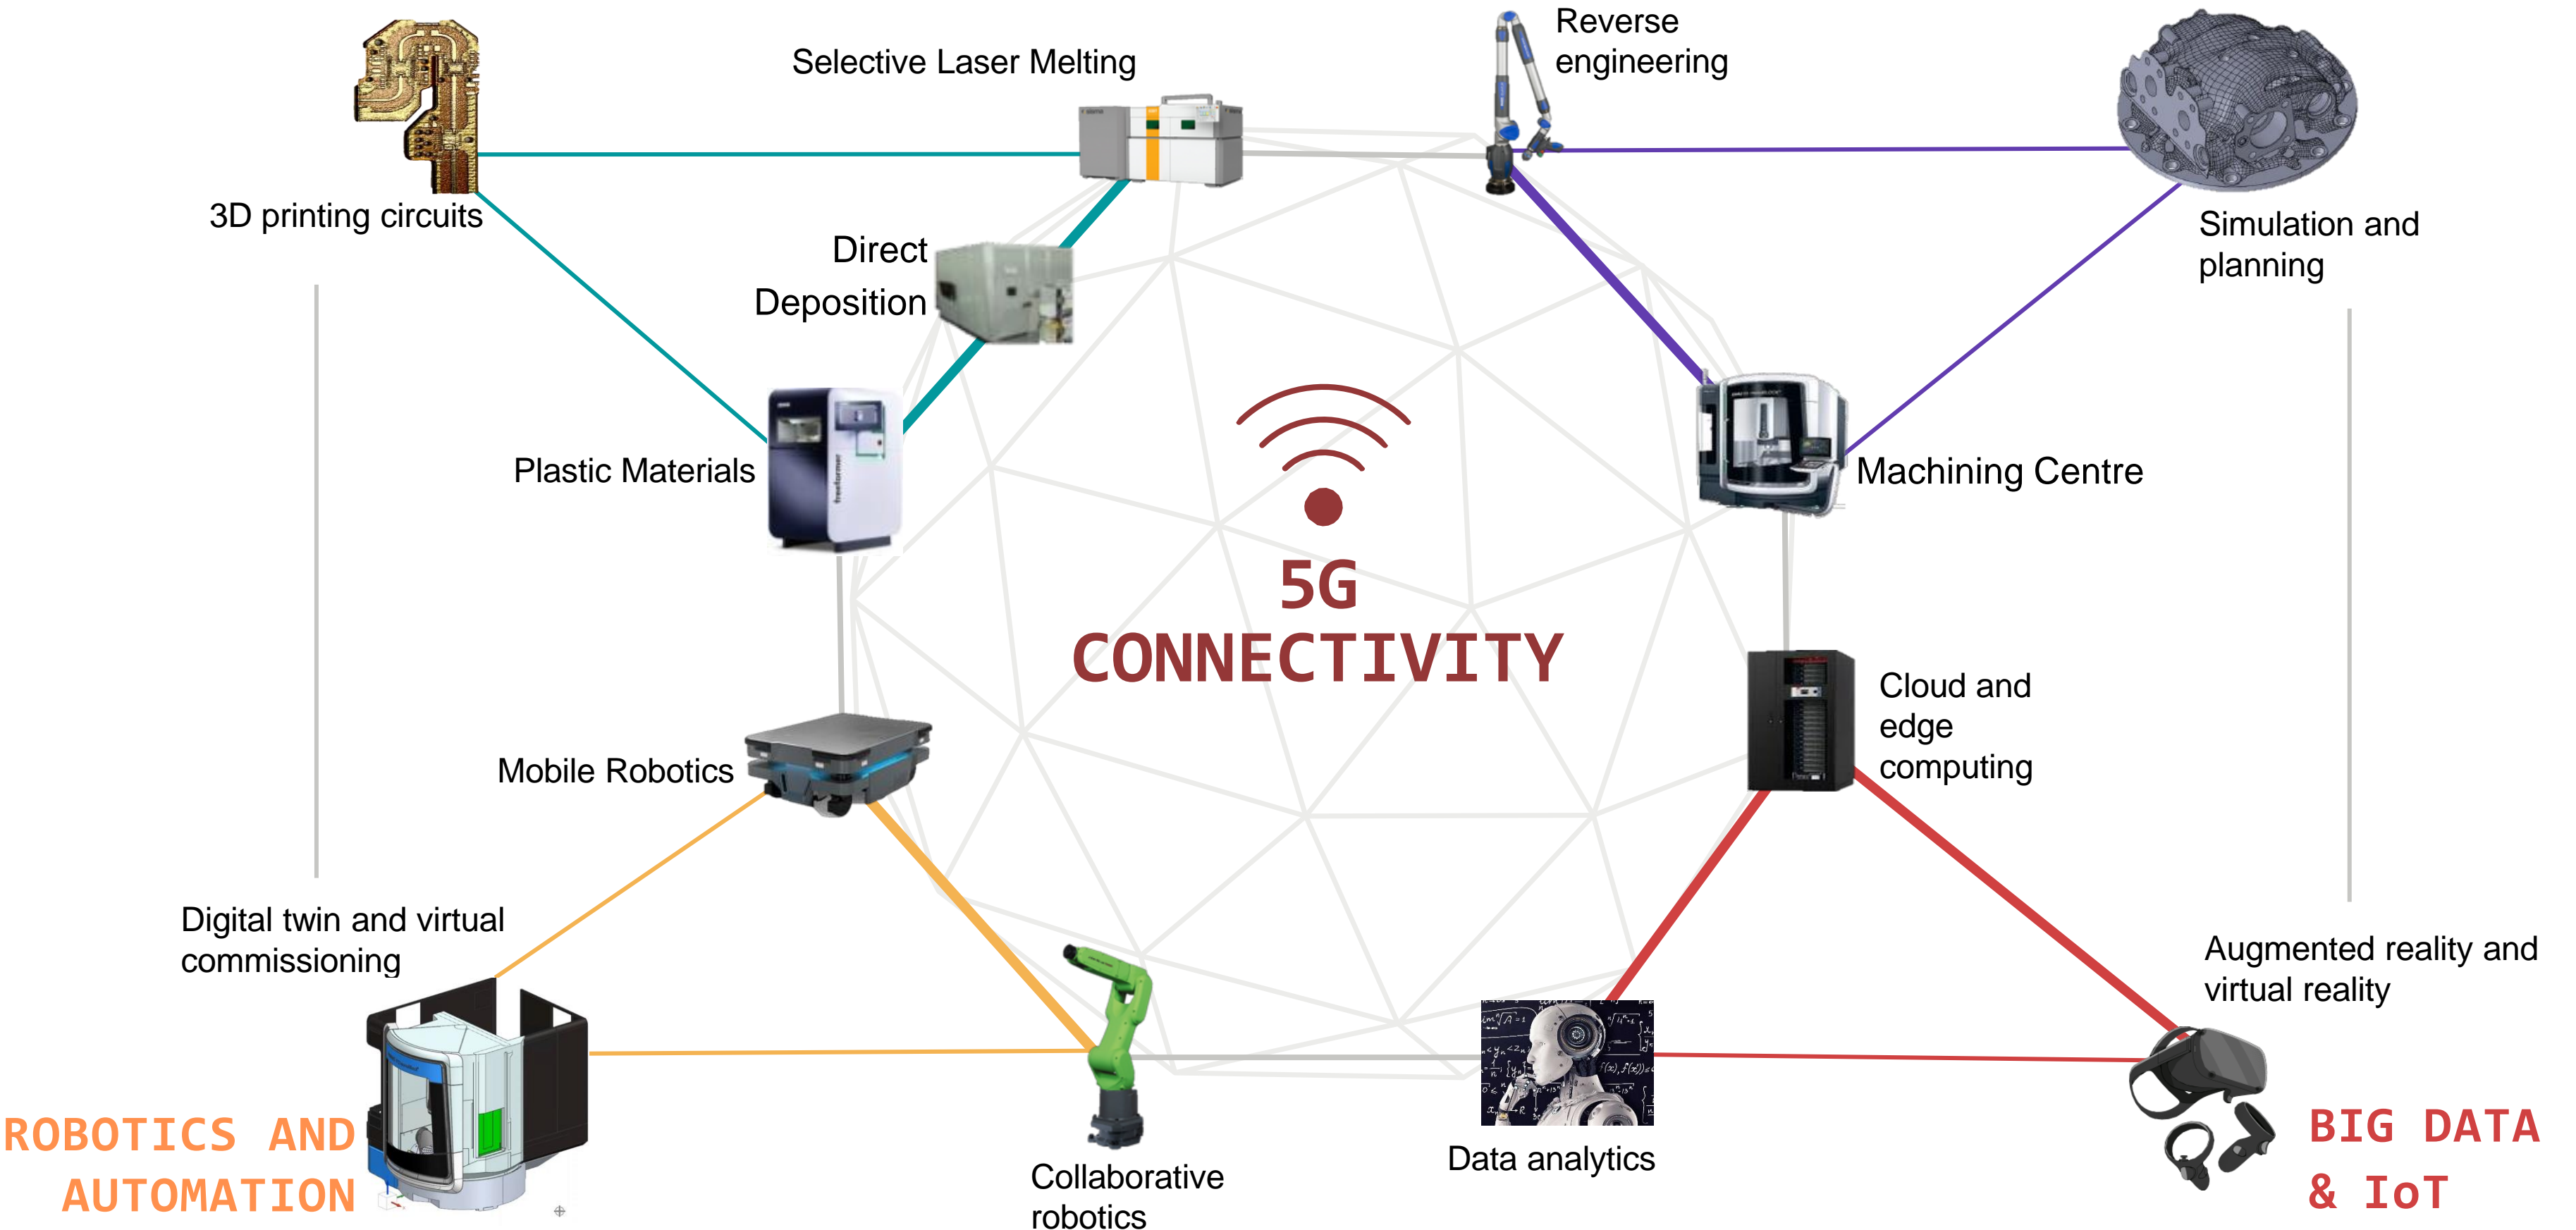 Reverse
engineering
Selective Laser Melting
3D printing circuits
Simulation and
planning
Direct
Deposition
Plastic Materials
freeformer
Machining Centre
5G
CONNECTIVITY
Cloud and
edge
computing
Mobile Robotics
Digital twin and virtual
commissioning
Augmented reality and
virtual reality
ROBOTICS AND
AUTOMATION
BIG DATA
& IoT
Data analytics
Collaborative
robotics